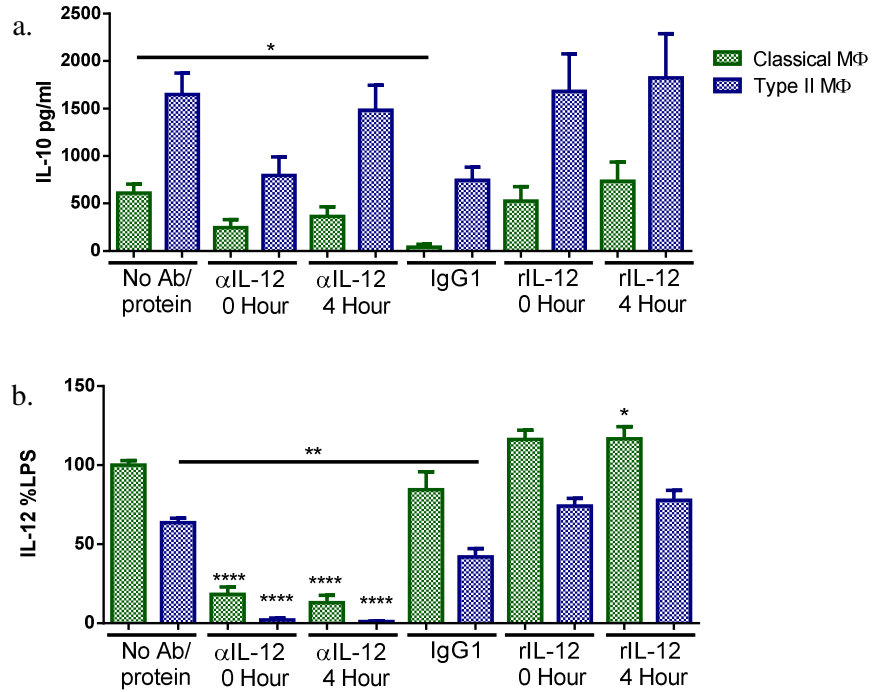 a.
IL-10 pg/ml
2500
2000
1500
1000
500
0
*
Classical MΦ
Type II MΦ
No Ab/ αIL-12 αIL-12 IgG1 rIL-12 rIL-12
protein 0 Hour 4 Hour 0 Hour 4 Hour
b.
IL-12 %LPS
150
100
50
0
**
*
**** **** **** ****
No Ab/ αIL-12 αIL-12 IgG1 rIL-12 rIL-12
protein 0 Hour 4 Hour 0 Hour 4 Hour